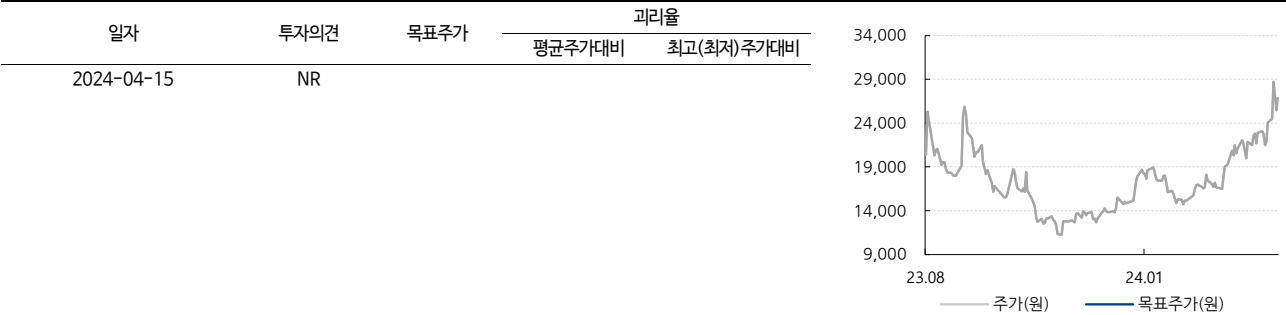 일자 투자의견 목표주가 괴리율
평균주가대비 최고(최저)주가대비
2024-04-15 NR
34,000
29,000
24,000
19,000
14,000
9,000
23.08 24.01
주가(원) 목표주가(원)